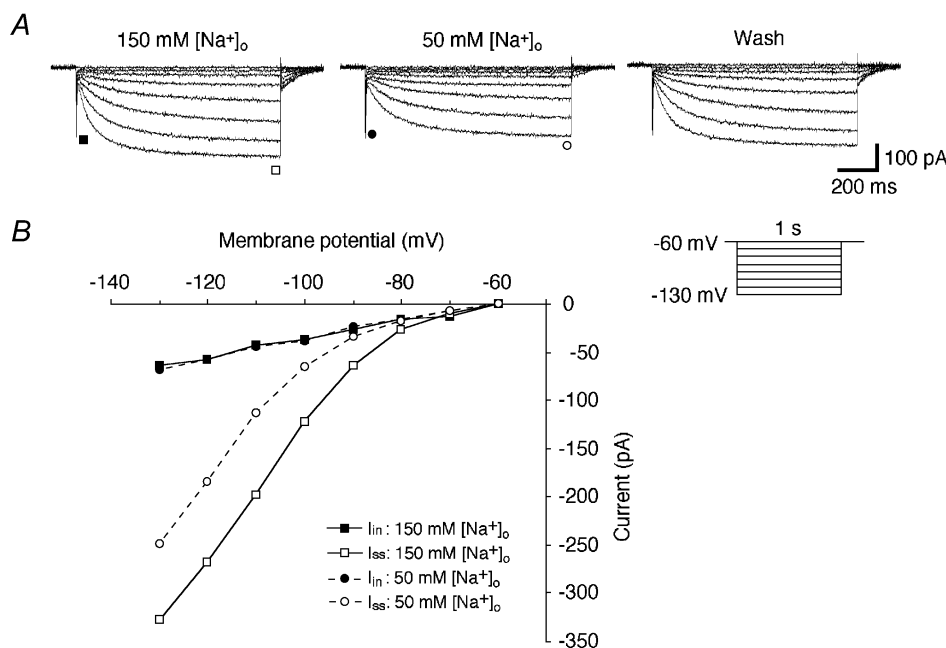 A
150 mM [Na⁺]ₒ
50 mM [Na⁺]ₒ
Wash
100 pA
200 ms
B
Membrane potential (mV)
-140 -120 -100 -80 -60
0
-50
-100
-150
-200
-250
-300
-350
Current (pA)
1 s
-60 mV
-130 mV
Iin : 150 mM [Na⁺]ₒ
Iss : 150 mM [Na⁺]ₒ
Iin : 50 mM [Na⁺]ₒ
Iss : 50 mM [Na⁺]ₒ